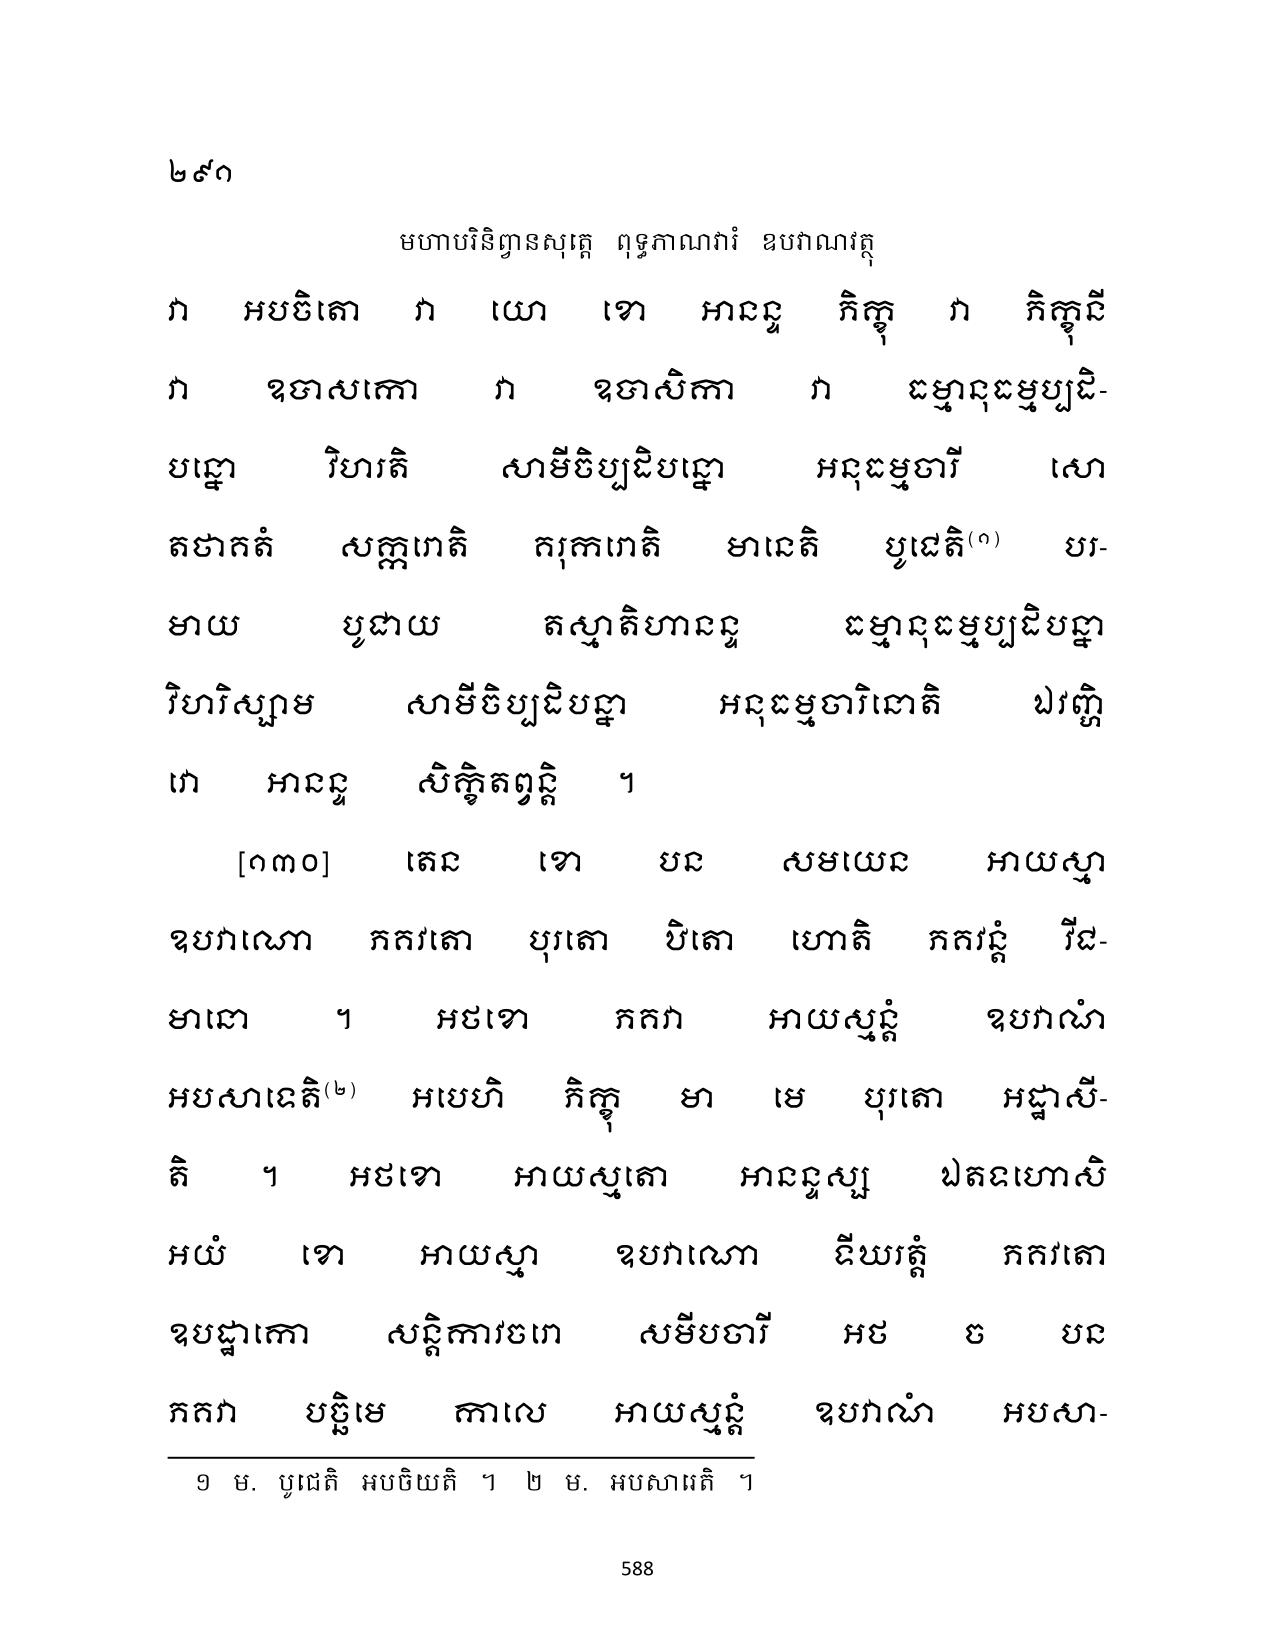 ២៩១
មហាបរិនិព្វានសុត្តេ ពុទ្ធភាណវារំ ឧបវាណវត្ថុ
វា អបចិតោ វា យោ ខោ អានន្ទ ភិក្ខុ វា ភិក្ខុនី
វា ឧបាសកោ វា ឧបាសិកា វា ធម្មានុធម្មប្បដិ-
បន្នោ វិហរតិ សាមីចិប្បដិបន្នោ អនុធម្មចារី សោ
តថាគតំ សក្ករោតិ គរុករោតិ មានេតិ បូជេតិ(១) បរ-
មាយ បូជាយ តស្មាតិហានន្ទ ធម្មានុធម្មប្បដិបន្នា
វិហរិស្សាម សាមីចិប្បដិបន្នា អនុធម្មចារិនោតិ ឯវញ្ហិ
វោ អានន្ទ សិក្ខិតព្វន្តិ ។
[១៣០] តេន ខោ បន សមយេន អាយស្មា
ឧបវាណោ ភគវតោ បុរតោ ឋិតោ ហោតិ ភគវន្តំ វីជ-
មានោ ។ អថខោ ភគវា អាយស្មន្តំ ឧបវាណំ
អបសាទេតិ(២) អបេហិ ភិក្ខុ មា មេ បុរតោ អដ្ឋាសី-
តិ ។ អថខោ អាយស្មតោ អានន្ទស្ស ឯតទហោសិ
អយំ ខោ អាយស្មា ឧបវាណោ ទីឃរត្តំ ភគវតោ
ឧបដ្ឋាកោ សន្តិកាវចរោ សមីបចារី អថ ច បន
ភគវា បច្ឆិមេ កាលេ អាយស្មន្តំ ឧបវាណំ អបសា-
១ ម. បូជេតិ អបចិយតិ ។ ២ ម. អបសារេតិ ។
588